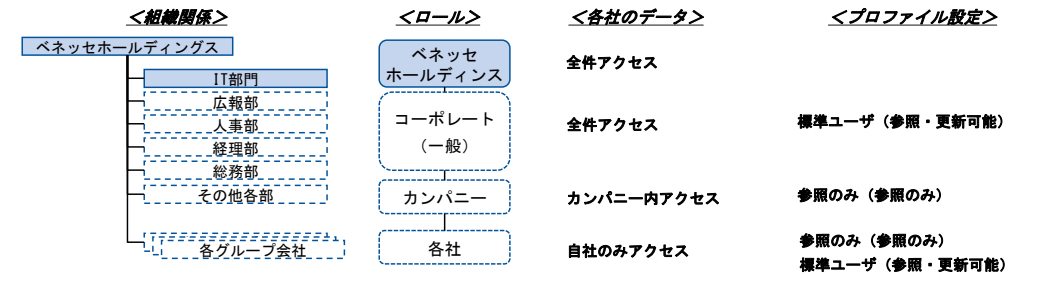 ＜組織関係＞
＜ロール＞
＜各社のデータ＞
＜プロファイル設定＞
ベネッセホールディングス
IT部門
広報部
人事部
経理部
総務部
その他各部
各グループ会社
ベネッセ
ホールディンス
コーポレート
（一般）
カンパニー
各社
全件アクセス
全件アクセス
カンパニー内アクセス
自社のみアクセス
標準ユーザ（参照・更新可能）
参照のみ（参照のみ）
参照のみ（参照のみ）
標準ユーザ（参照・更新可能）